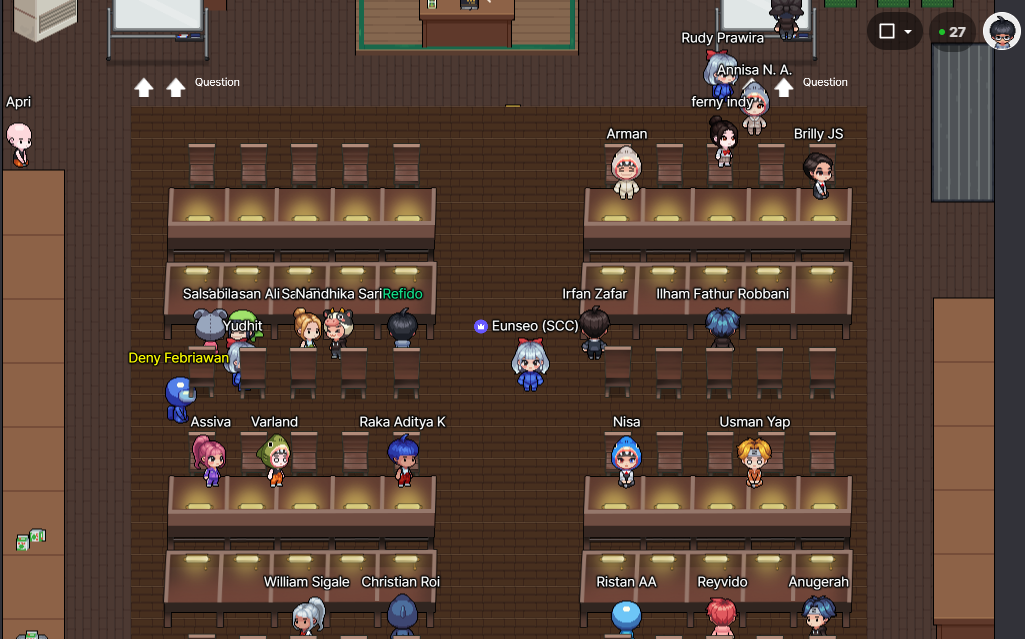 27
Rudy Prawira
Annisa N. A.
Question
Question
Apri
ferny indy
Arman
Brilly JS
Irfan Zafar
Ilham Fathur Robbani
Nandhika Sari
Refido
Yudhit
Eunseo (SCC)
Deny Febriawan
Assiva
Varland
Raka Aditya K
Nisa
Usman Yap
William Sigale
Christian Roi
Ristan AA
Reyvido
Anugerah